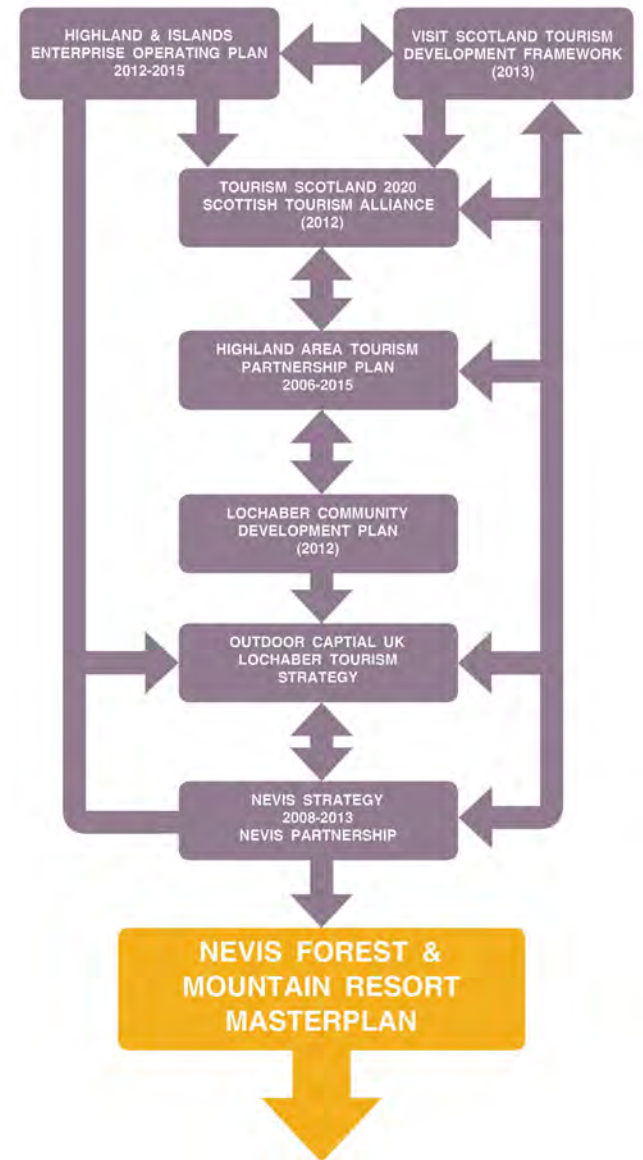 HIGHLAND & ISLANDS
ENTERPRISE OPERATING PLAN
2012-2015
VISIT SCOTLAND TOURISM
DEVELOPMENT FRAMEWORK
(2013)
TOURISM SCOTLAND 2020
SCOTTISH TOURISM ALLIANCE
(2012)
HIGHLAND AREA TOURISM
PARTNERSHIP PLAN
2006-2015
LOCHABER COMMUNITY
DEVELOPMENT PLAN
(2012)
OUTDOOR CAPTIAL UK
LOCHABER TOURISM
STRATEGY
NEVIS STRATEGY
2008-2013
NEVIS PARTNERSHIP
NEVIS FOREST &
MOUNTAIN RESORT
MASTERPLAN